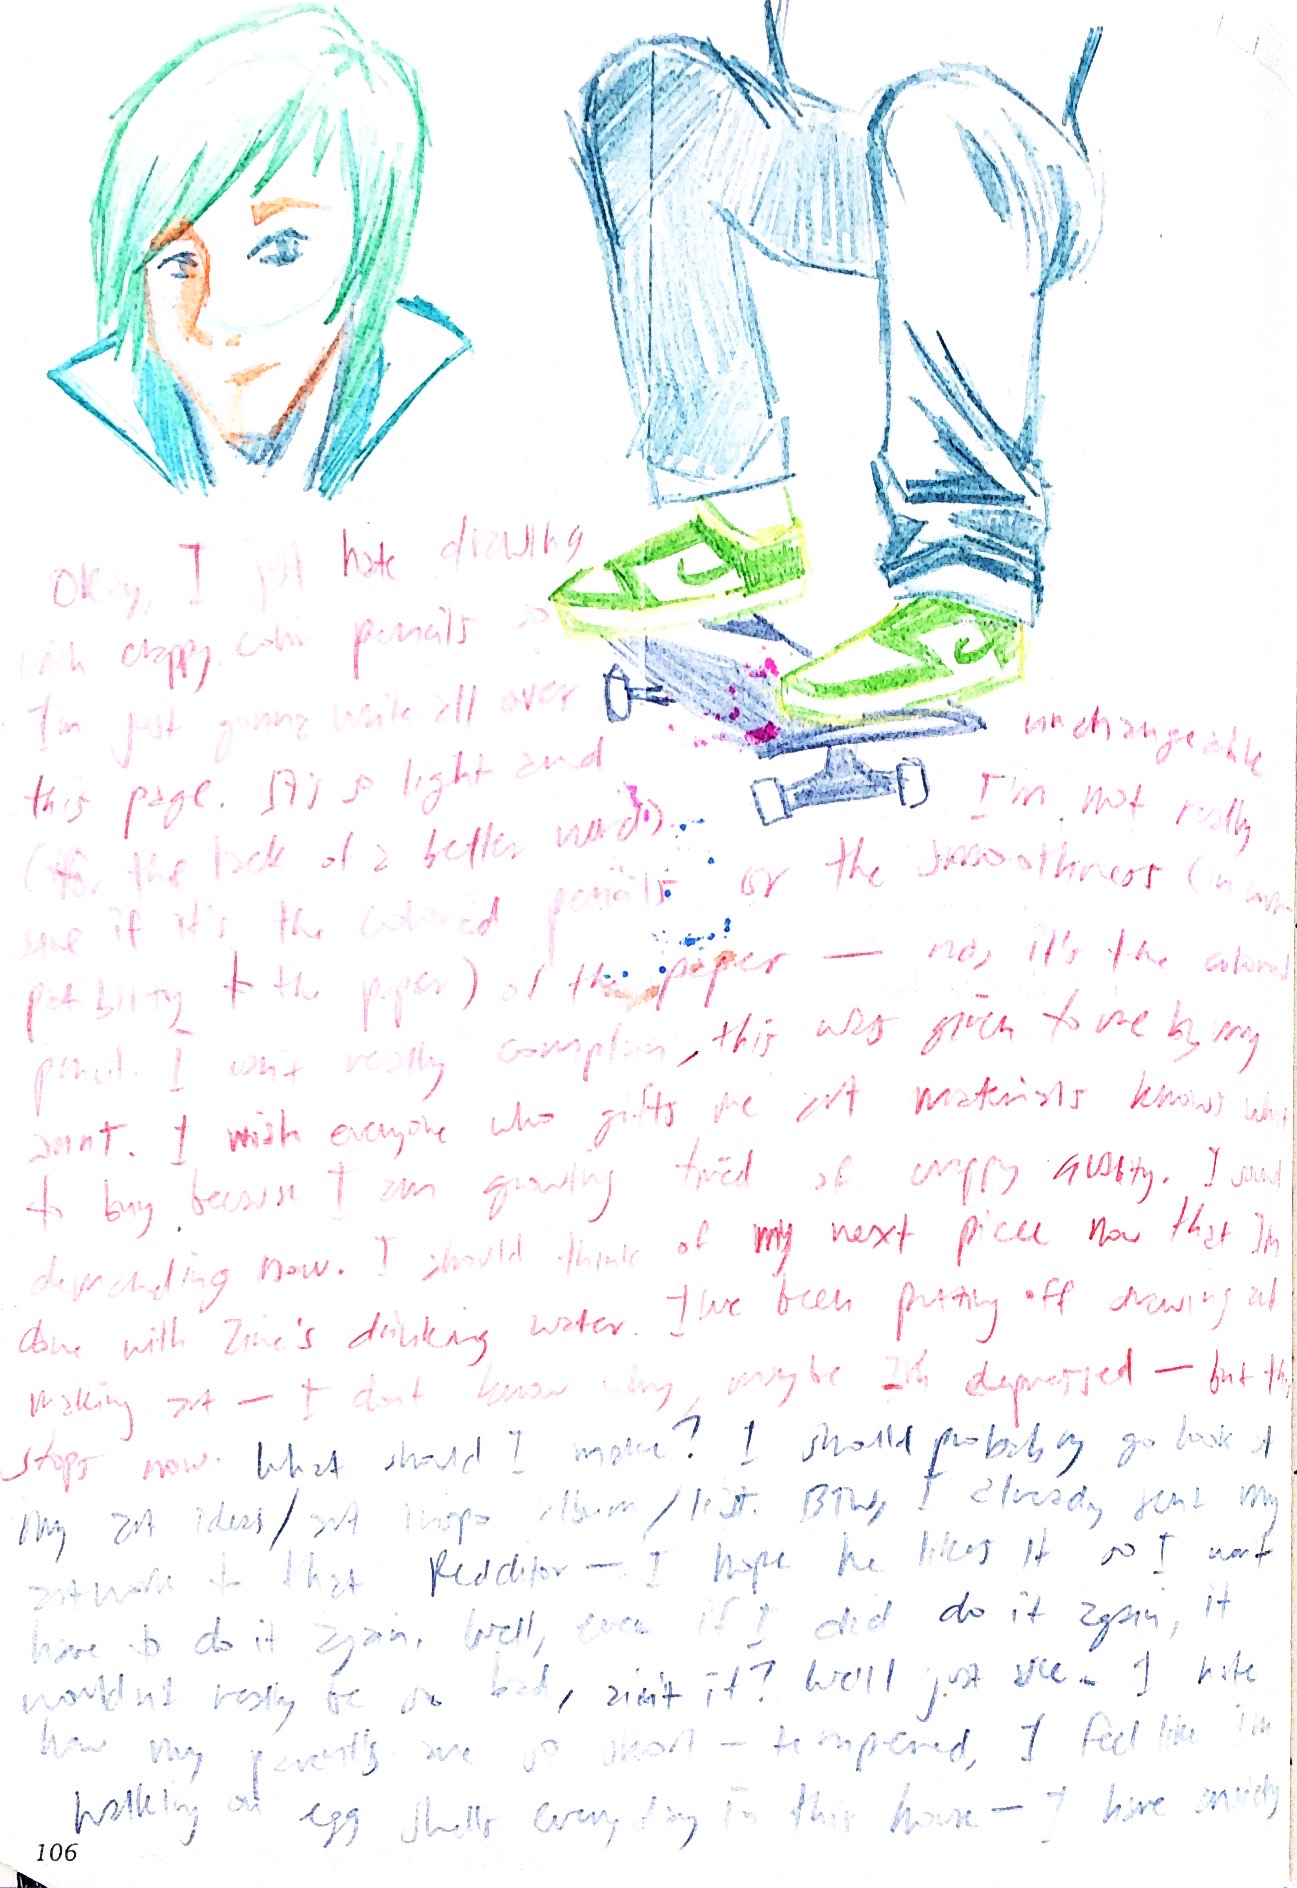 Okay, I just hate drawing
with crappy color pencils so
I'm just gonna write all over
this page. It's so light and unchangeable
(for the lack of a better word). I'm not really
sure if it's the colored pencils or the smoothness (in
to the paper) of the paper — no, it's the colored
pencil. I can't really complain, this was given to me by my
aunt. I wish everyone who gifts me art materials knows what
to buy because I am growing tired of crappy quality. I sound
demanding now. I should think of my next piece now that I'm
done with Zine's drinking water. I've been putting off drawing
making art — I don't know why, maybe I'm depressed — but this
stops now. What should I make? I should probably go look at
my art ideas/art inspo album/list. BTW, I already sent my
artwork to that Redditor — I hope he likes it so I won't
have to do it again. Well, even if I did do it again, it
wouldn't really be so bad, ain't it? We'll just see. I hate
how my parents are so short-tempered, I feel like I'm
walking on egg shells everyday in this house — I have anxiety
106